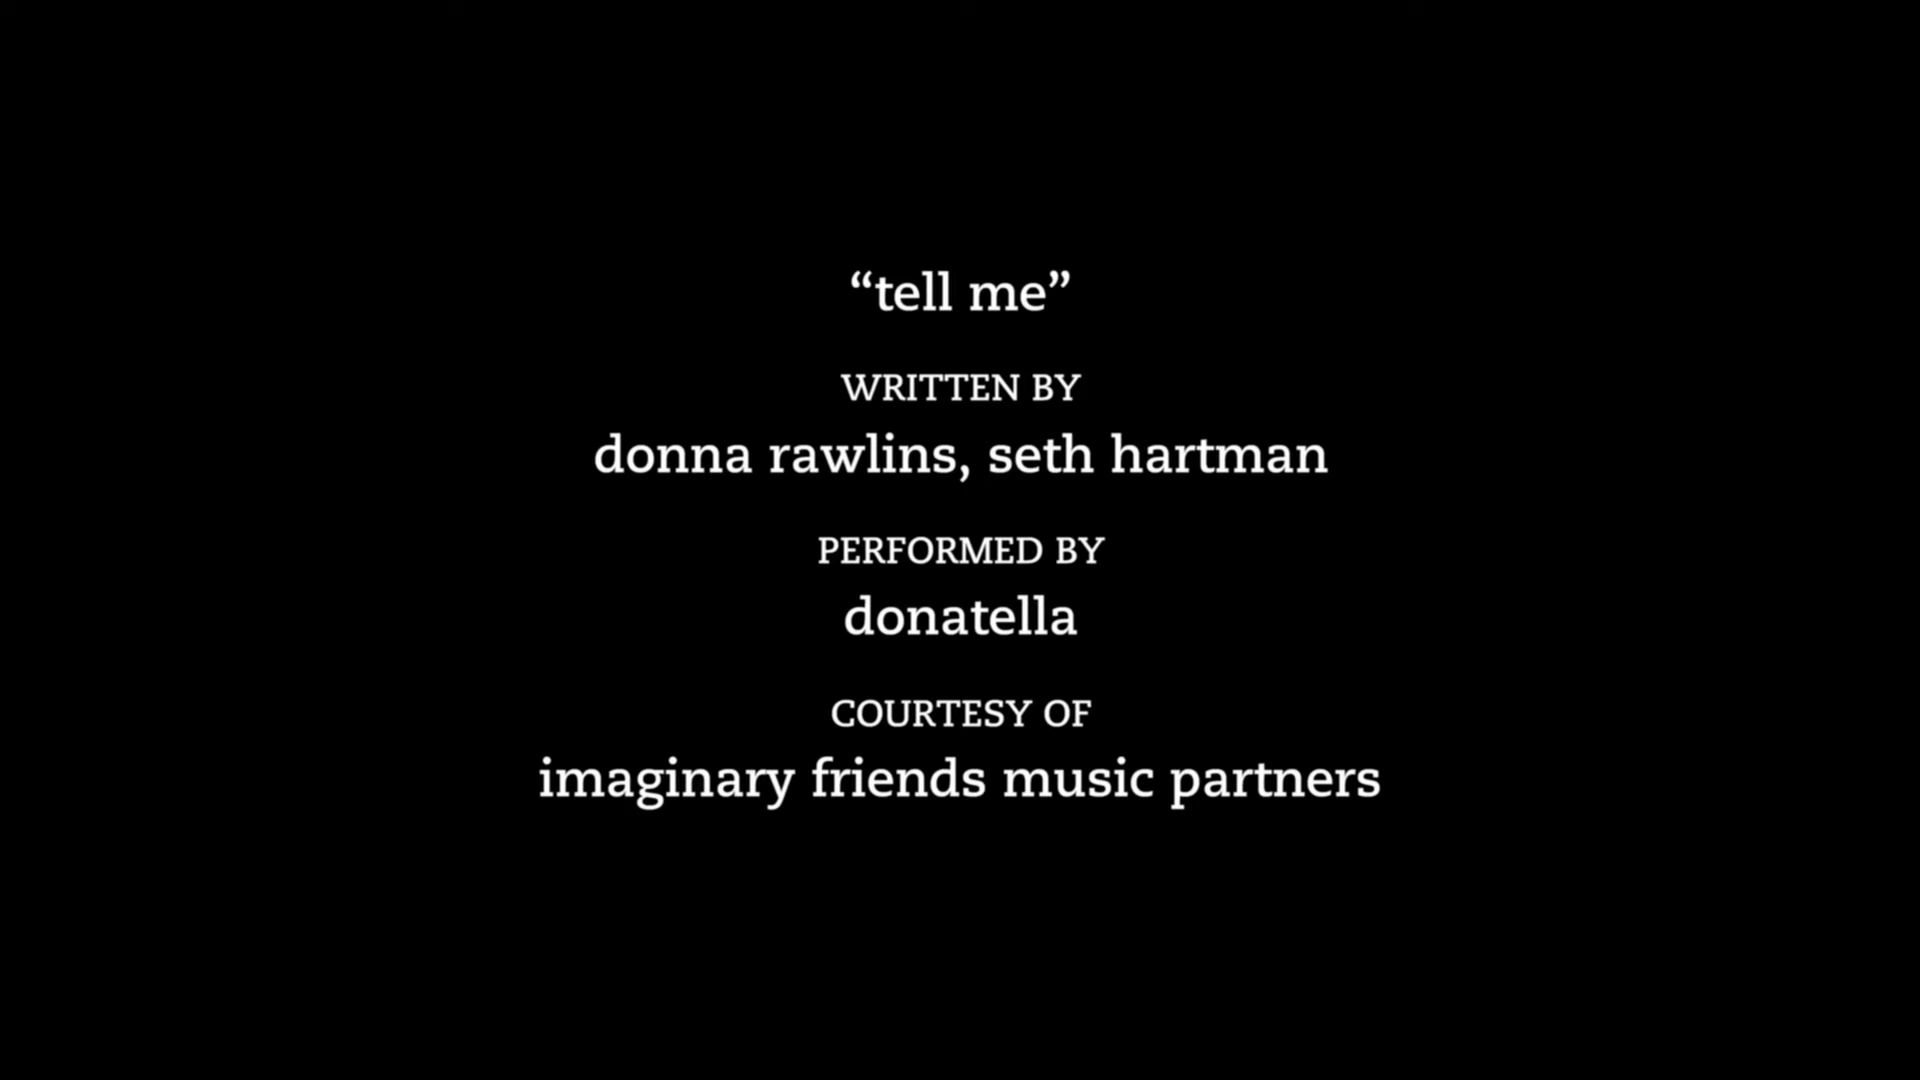 “tell me”
WRITTEN BY
donna rawlins, seth hartman
PERFORMED BY
donatella
COURTESY OF
imaginary friends music partners